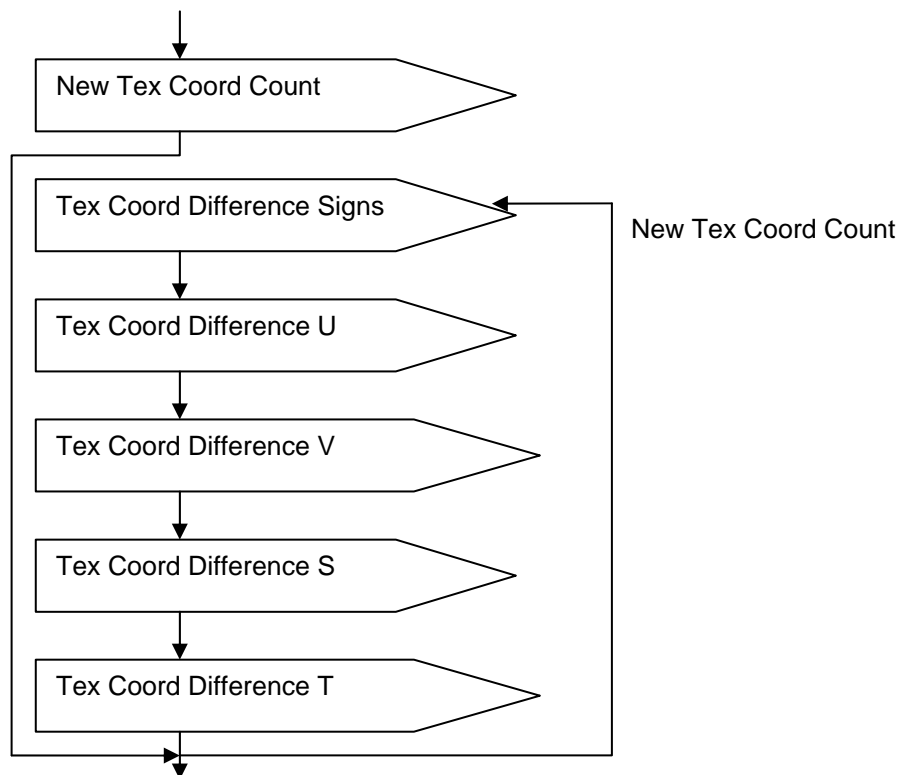 New Tex Coord Count
Tex Coord Difference Signs
New Tex Coord Count
Tex Coord Difference U
Tex Coord Difference V
Tex Coord Difference S
Tex Coord Difference T